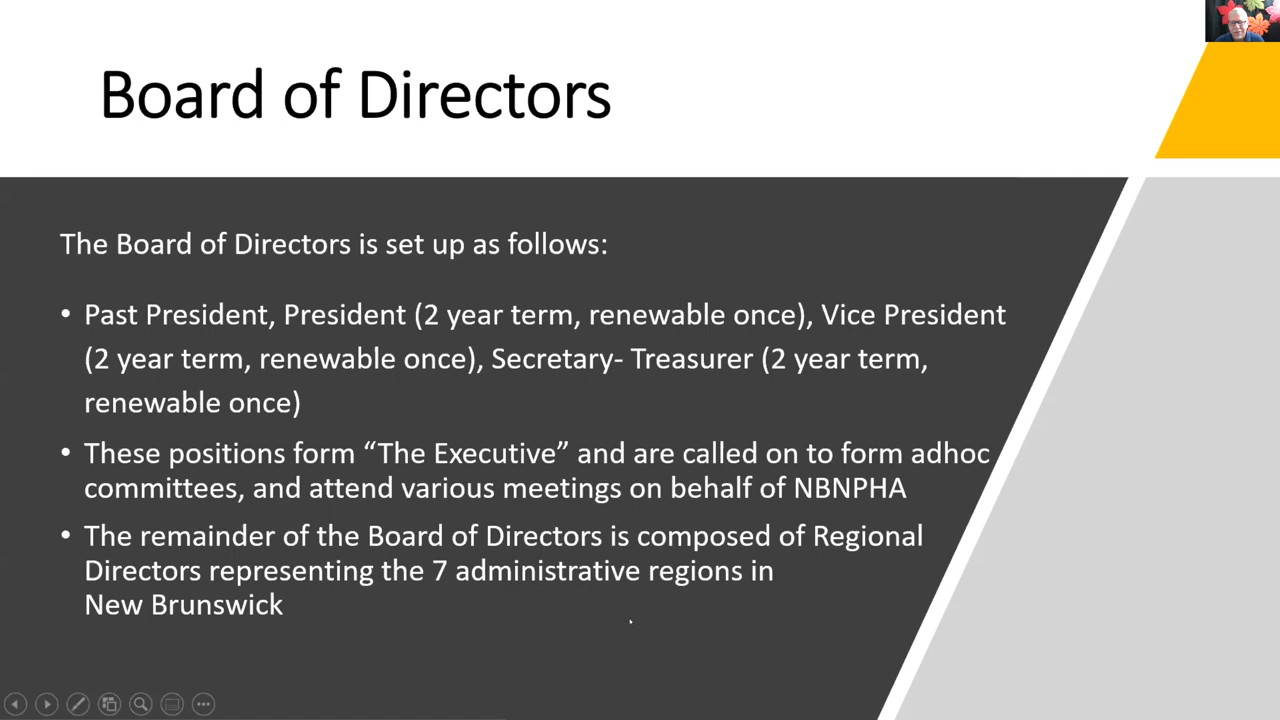 Board of Directors
The Board of Directors is set up as follows:
• Past President, President (2 year term, renewable once), Vice President
(2 year term, renewable once), Secretary- Treasurer (2 year term,
renewable once)
• These positions form “The Executive” and are called on to form adhoc
committees, and attend various meetings on behalf of NBNPHA
• The remainder of the Board of Directors is composed of Regional
Directors representing the 7 administrative regions in
New Brunswick